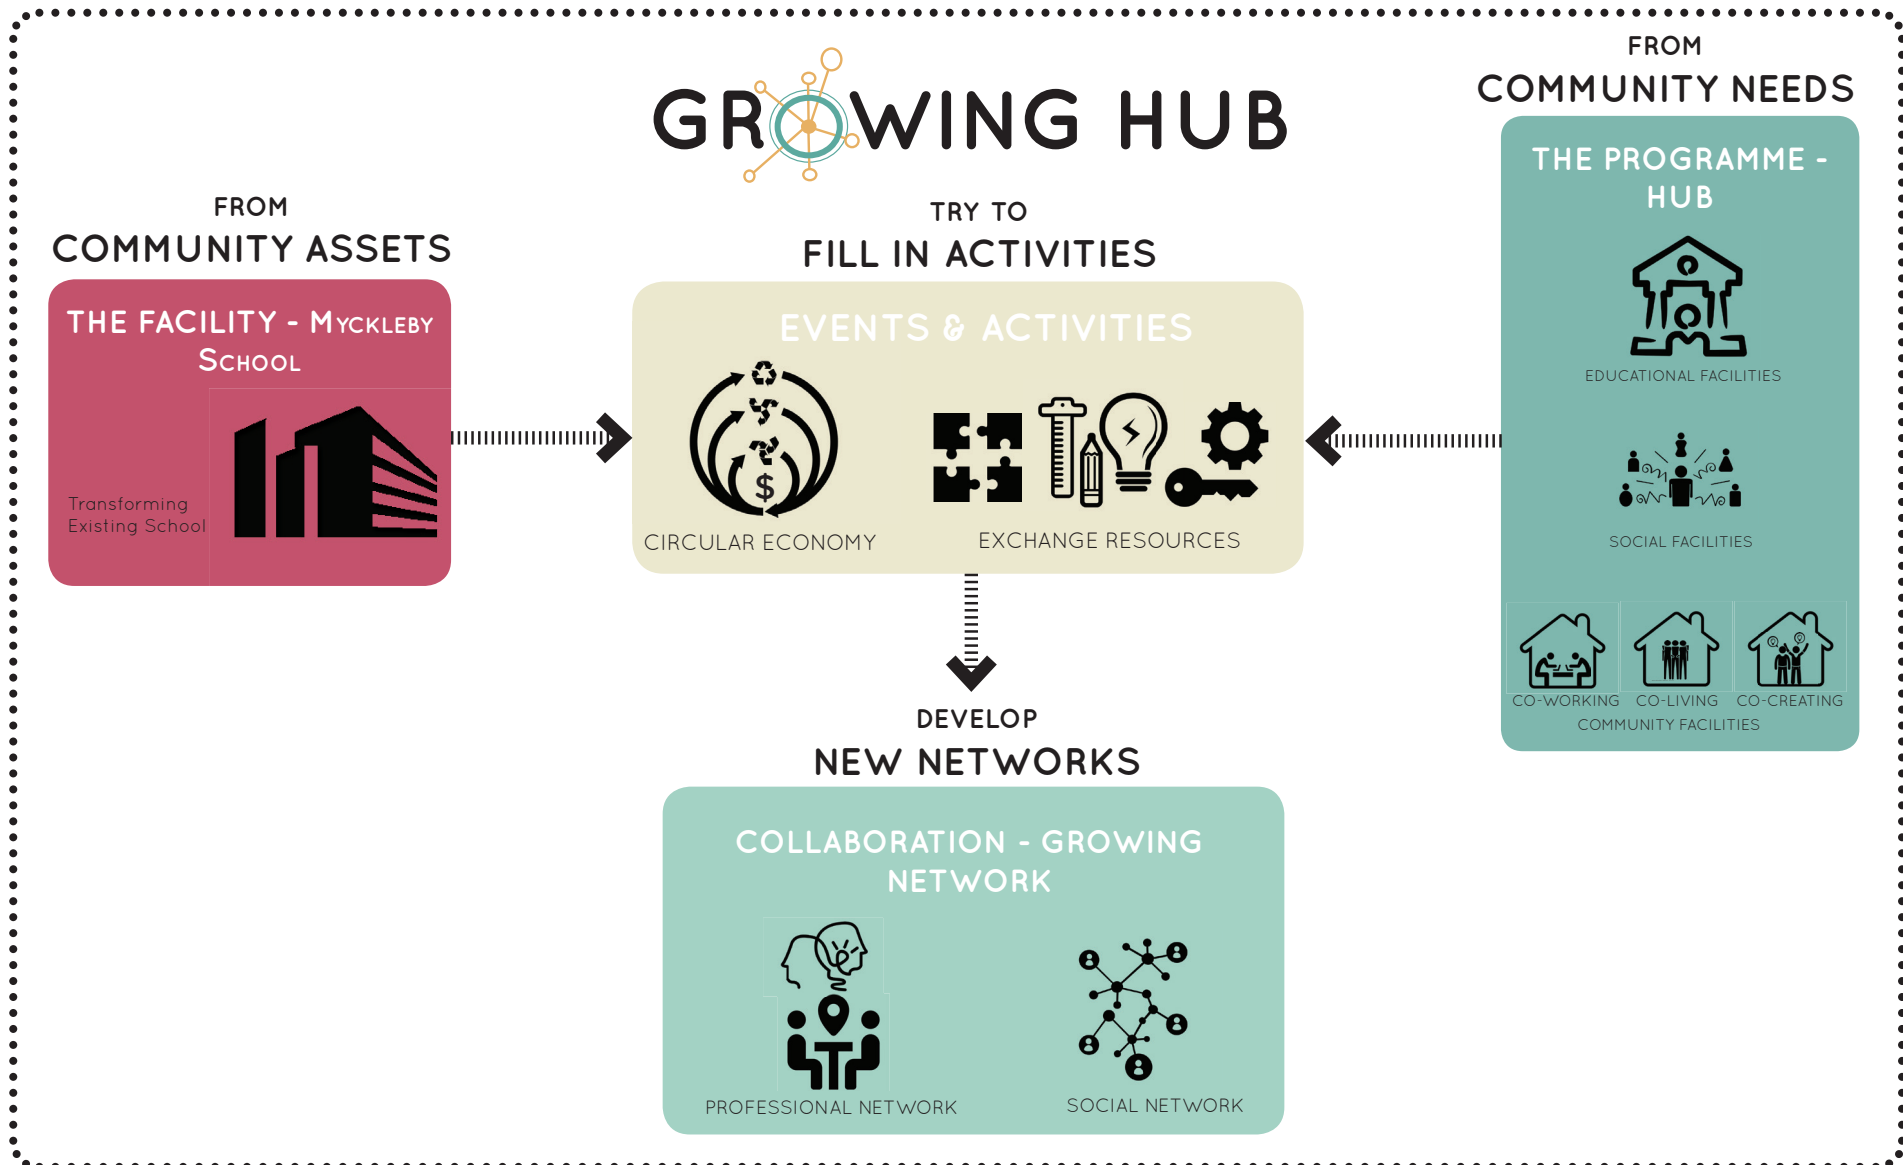 GROWING HUB
FROM
COMMUNITY ASSETS
THE FACILITY - MYCKLEBY
SCHOOL
Transforming
Existing School
TRY TO
FILL IN ACTIVITIES
EVENTS & ACTIVITIES
$
CIRCULAR ECONOMY
EXCHANGE RESOURCES
FROM
COMMUNITY NEEDS
THE PROGRAMME -
HUB
EDUCATIONAL FACILITIES
SOCIAL FACILITIES
CO-WORKING
CO-LIVING
CO-CREATING
COMMUNITY FACILITIES
DEVELOP
NEW NETWORKS
COLLABORATION - GROWING
NETWORK
PROFESSIONAL NETWORK
SOCIAL NETWORK